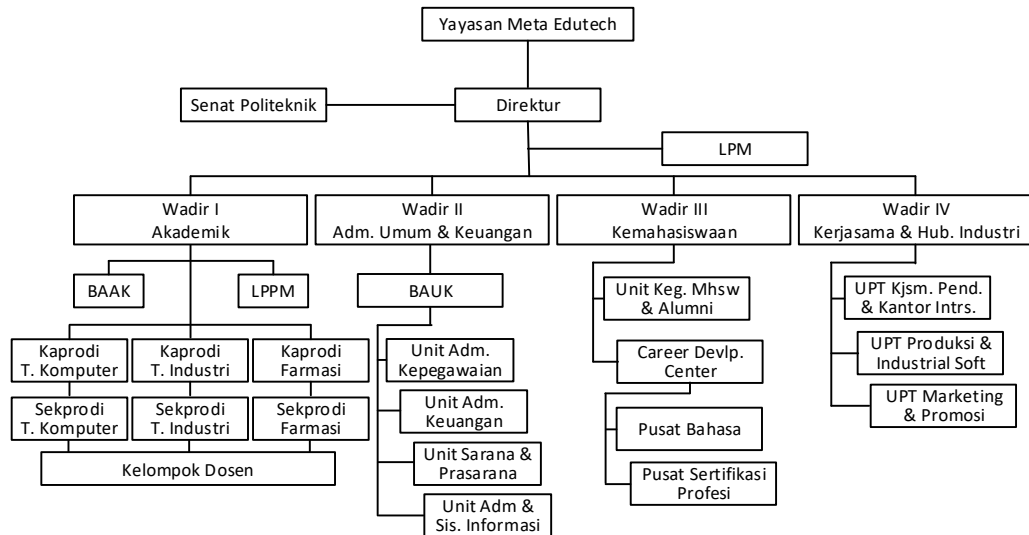 Yayasan Meta Edutech
Senat Politeknik
Direktur
LPM
Wadir I
Akademik
Wadir II
Adm. Umum & Keuangan
Wadir III
Kemahasiswaan
Wadir IV
Kerjasama & Hub. Industri
BAAK
LPPM
BAUK
Unit Keg. Mhsw
& Alumni
UPT Kjsm. Pend.
& Kantor Intrs.
Kaprodi
T. Komputer
Kaprodi
T. Industri
Kaprodi
Farmasi
Unit Adm.
Kepegawaian
Career Devlp.
Center
UPT Produksi &
Industrial Soft
Sekprodi
T. Komputer
Sekprodi
T. Industri
Sekprodi
Farmasi
Unit Adm.
Keuangan
Pusat Bahasa
UPT Marketing
& Promosi
Kelompok Dosen
Unit Sarana &
Prasarana
Pusat Sertifikasi
Profesi
Unit Adm &
Sis. Informasi